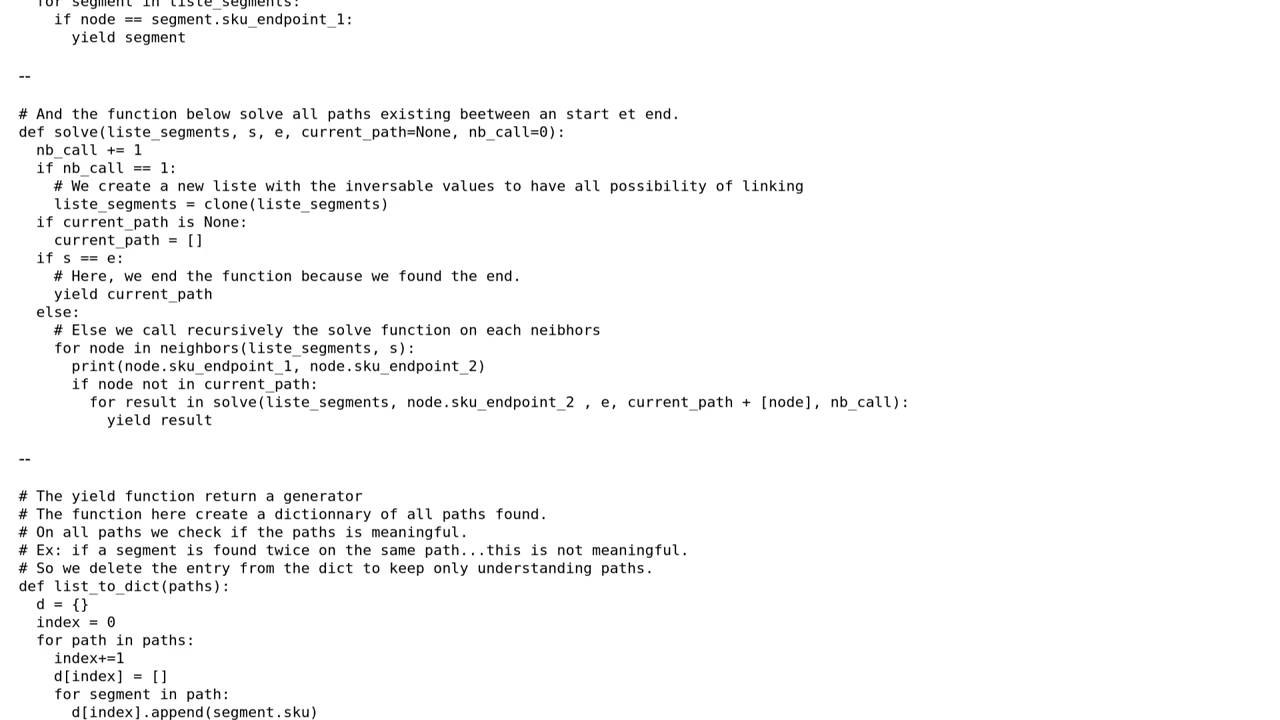 for segment in liste_segments:
if node == segment.sku_endpoint_1:
yield segment
--
# And the function below solve all paths existing beetween an start et end.
def solve(liste_segments, s, e, current_path=None, nb_call=0):
nb_call += 1
if nb_call == 1:
# We create a new liste with the inversable values to have all possibility of linking
liste_segments = clone(liste_segments)
if current_path is None:
current_path = []
if s == e:
# Here, we end the function because we found the end.
yield current_path
else:
# Else we call recursively the solve function on each neibhors
for node in neighbors(liste_segments, s):
print(node.sku_endpoint_1, node.sku_endpoint_2)
if node not in current_path:
for result in solve(liste_segments, node.sku_endpoint_2 , e, current_path + [node], nb_call):
yield result
--
# The yield function return a generator
# The function here create a dictionnary of all paths found.
# On all paths we check if the paths is meaningful.
# Ex: if a segment is found twice on the same path...this is not meaningful.
# So we delete the entry from the dict to keep only understanding paths.
def list_to_dict(paths):
d = {}
index = 0
for path in paths:
index+=1
d[index] = []
for segment in path:
d[index].append(segment.sku)